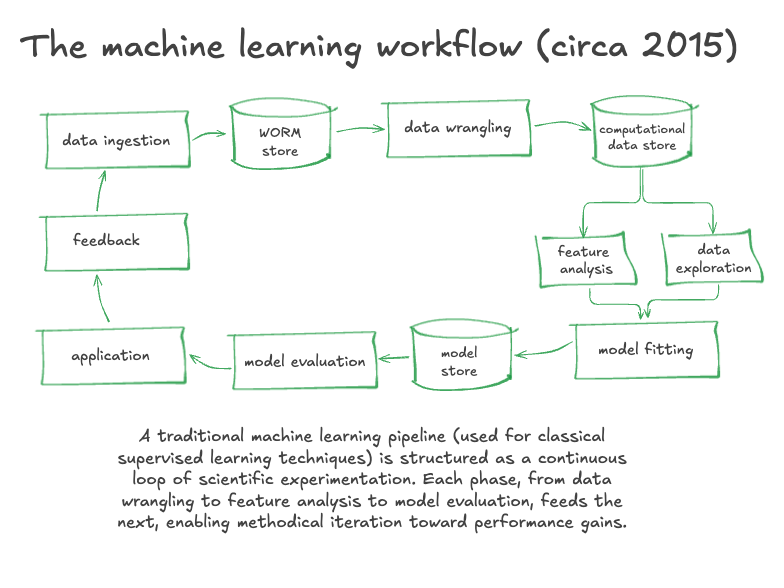 The machine learning workflow (circa 2015)
data ingestion
WORM
store
data wrangling
computational
data store
feedback
feature
analysis
data
exploration
application
model evaluation
model
store
model fitting
A traditional machine learning pipeline (used for classical
supervised learning techniques) is structured as a continuous
loop of scientific experimentation. Each phase, from data
wrangling to feature analysis to model evaluation, feeds the
next, enabling methodical iteration toward performance gains.